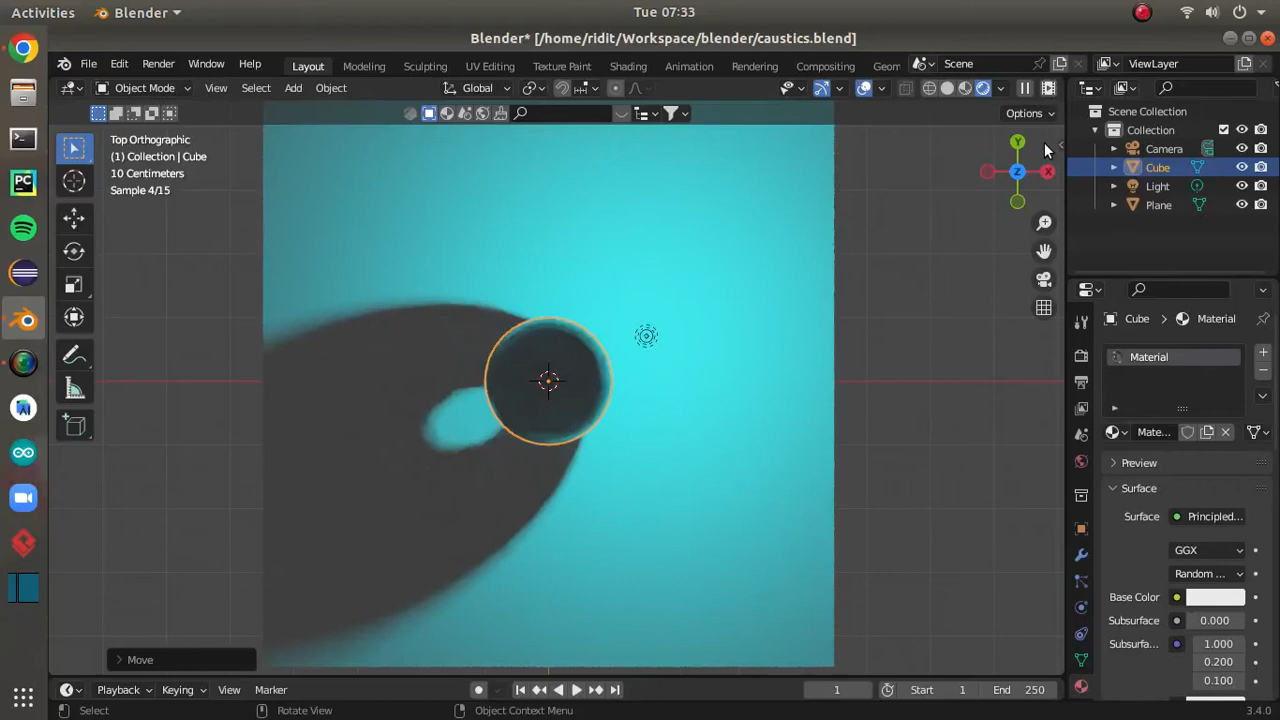 Activities Blender Tue 07:33
Blender* [/home/ridit/Workspace/blender/caustics.blend]
File Edit Render Window Help Layout Modeling Sculpting UV Editing Texture Paint Shading Animation Rendering Compositing Geom Scene ViewLayer
Object Mode View Select Add Object Global
Options
Scene Collection
Collection
Camera
Cube
Light
Plane
Top Orthographic
(1) Collection | Cube
10 Centimeters
Sample 4/15
Y
Z X
PC
Cube Material
Material
Mate...
Preview
Surface
Surface Principled...
GGX
Random ...
Base Color
Subsurface 0.000
Subsurfa... 1.000
0.200
0.100
Move
Playback Keying View Marker 1 Start 1 End 250
Select Rotate View Object Context Menu 3.4.0